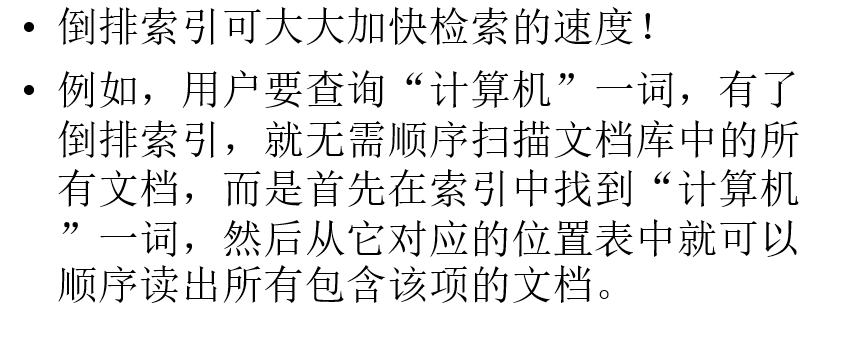 • 倒排索引可大大加快检索的速度！
• 例如，用户要查询“计算机”一词，有了
倒排索引，就无需顺序扫描文档库中的所
有文档，而是首先在索引中找到“计算机
”一词，然后从它对应的位置表中就可以
顺序读出所有包含该项的文档。